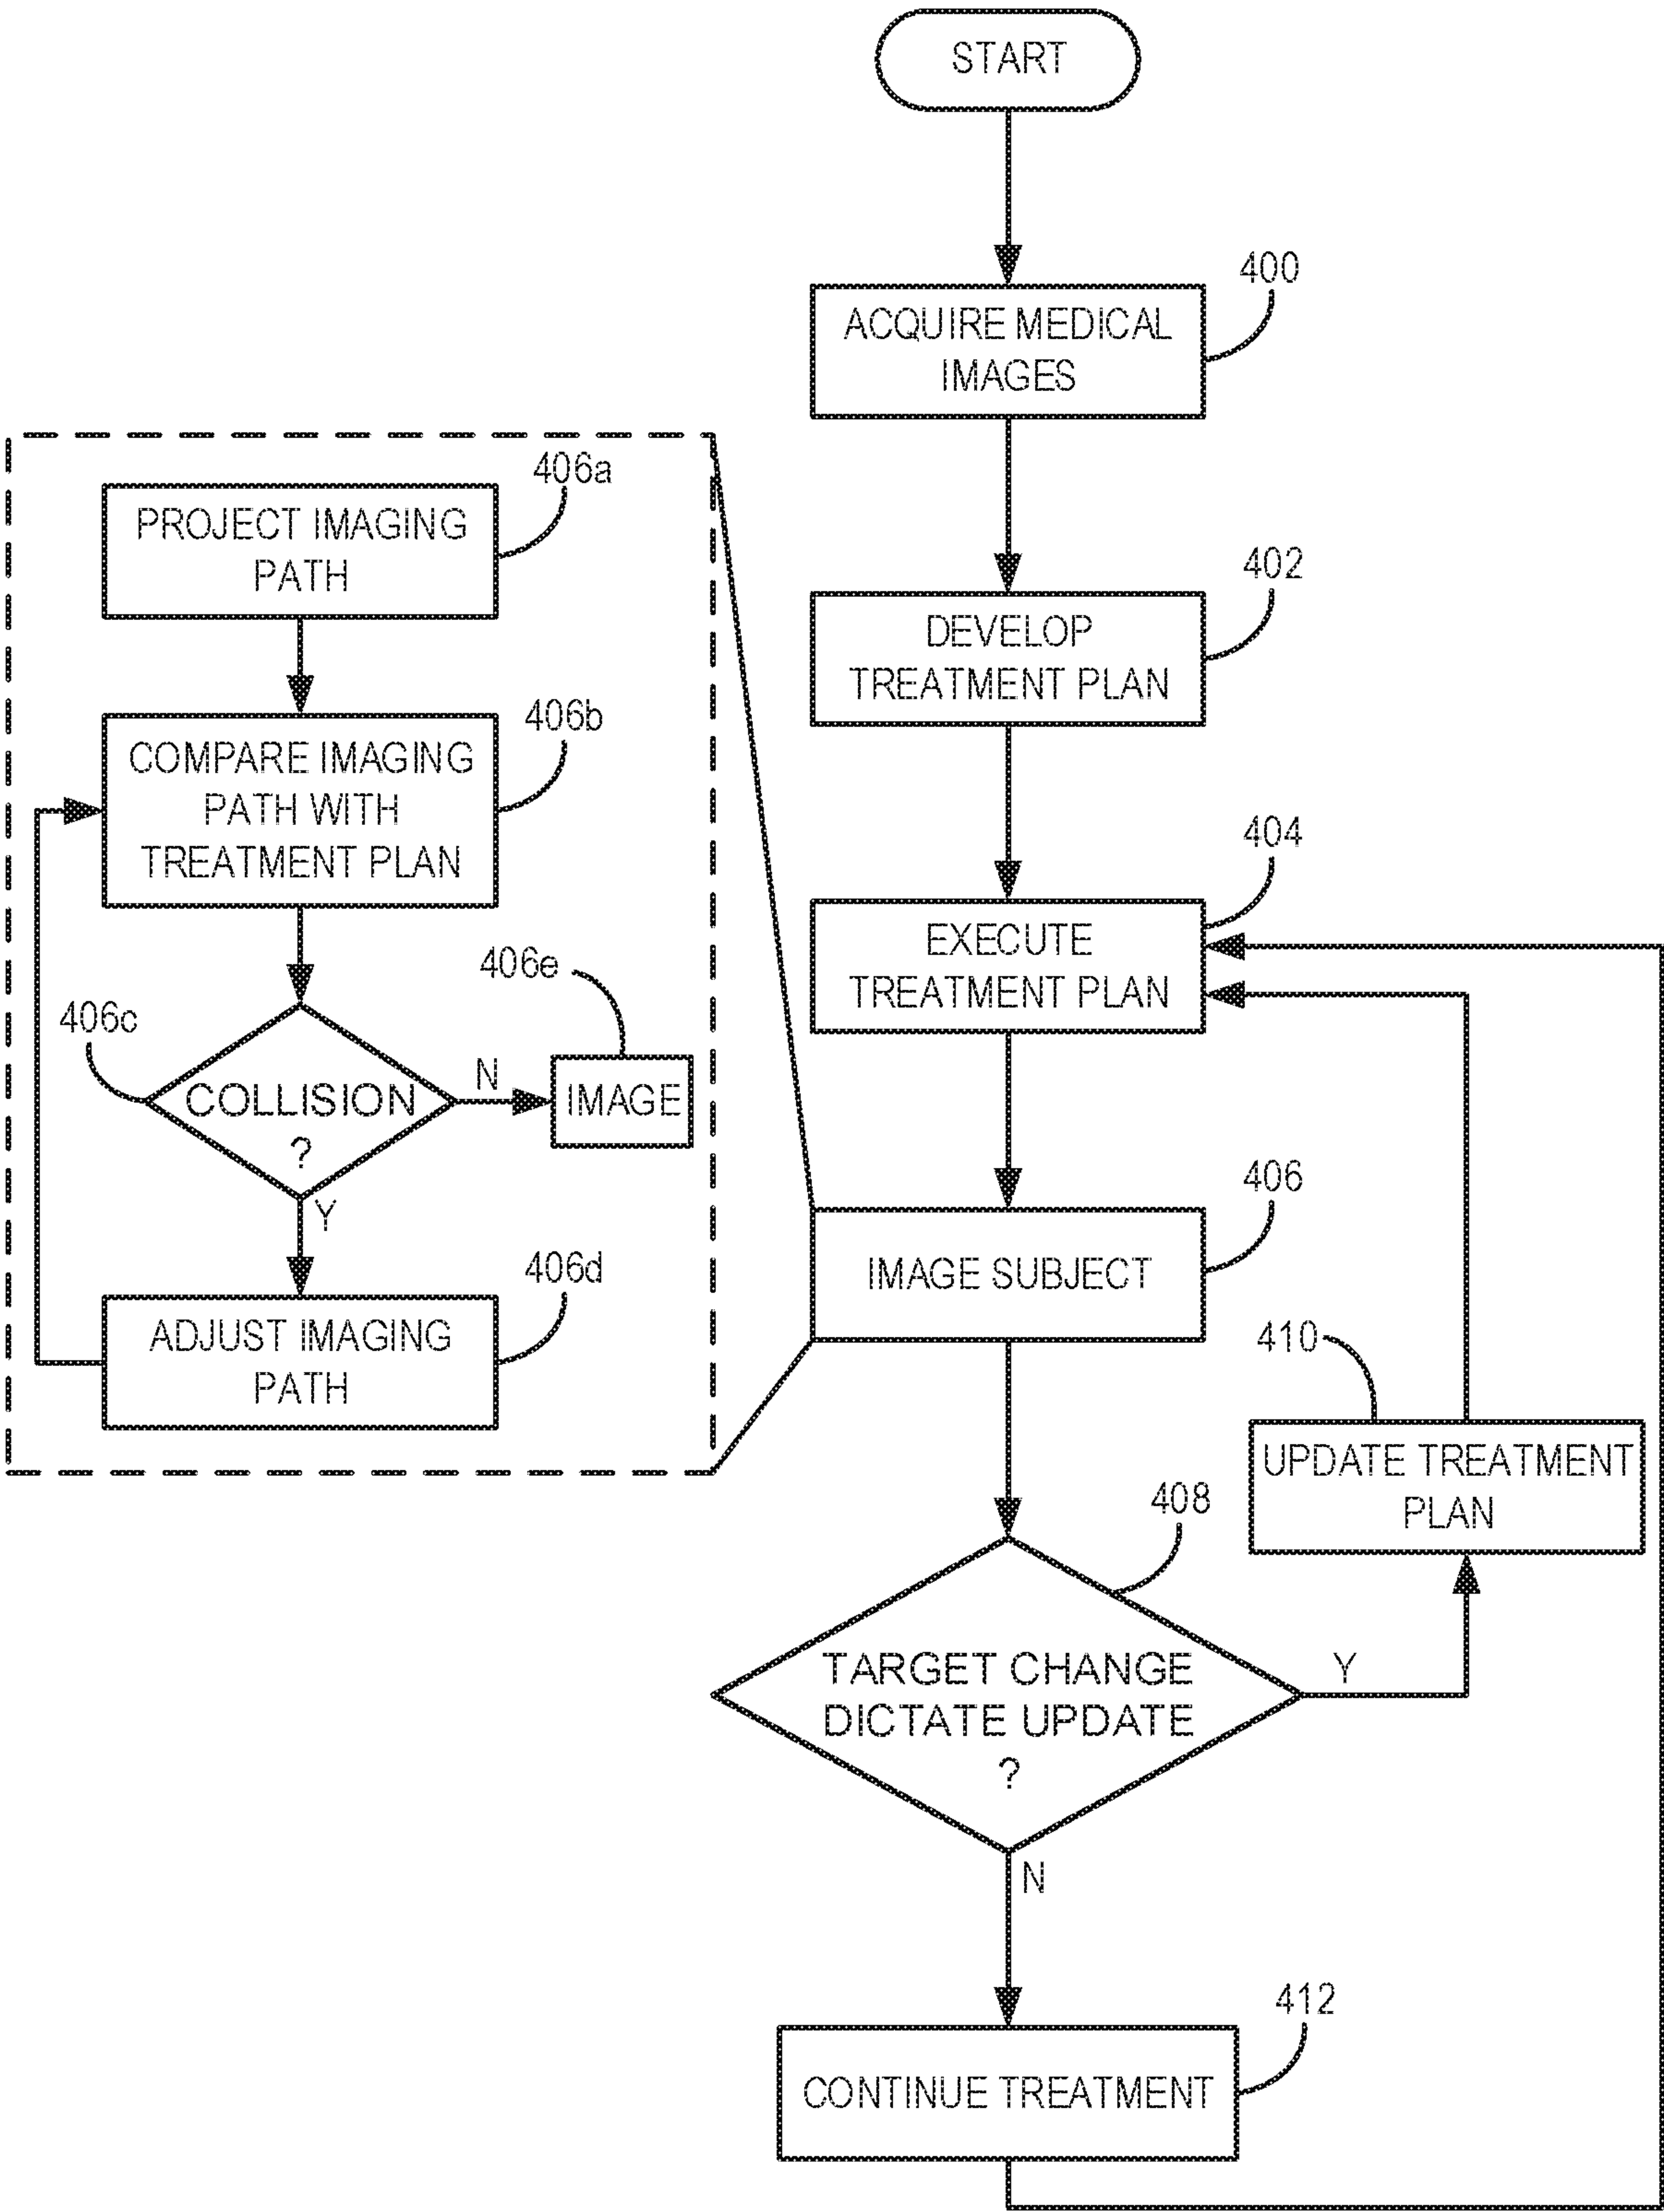 START
400
ACQUIRE MEDICAL
IMAGES
402
DEVELOP
TREATMENT PLAN
404
EXECUTE
TREATMENT PLAN
406
IMAGE SUBJECT
406a
PROJECT IMAGING
PATH
406b
COMPARE IMAGING
PATH WITH
TREATMENT PLAN
406c
COLLISION
?
N
406e
IMAGE
Y
406d
ADJUST IMAGING
PATH
408
TARGET CHANGE
DICTATE UPDATE
?
Y
410
UPDATE TREATMENT
PLAN
N
412
CONTINUE TREATMENT